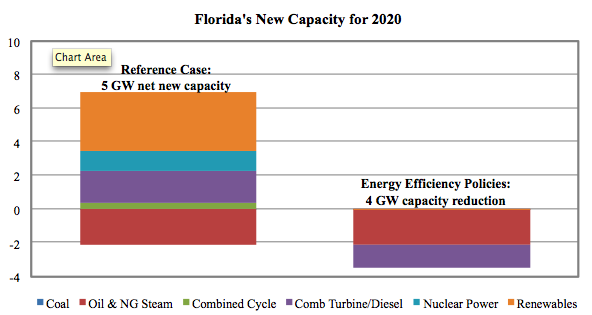 Florida's New Capacity for 2020
10
8
6
4
2
0
-2
-4
Chart Area
Reference Case:
5 GW net new capacity
Energy Efficiency Policies:
4 GW capacity reduction
Coal Oil & NG Steam Combined Cycle Comb Turbine/Diesel Nuclear Power Renewables